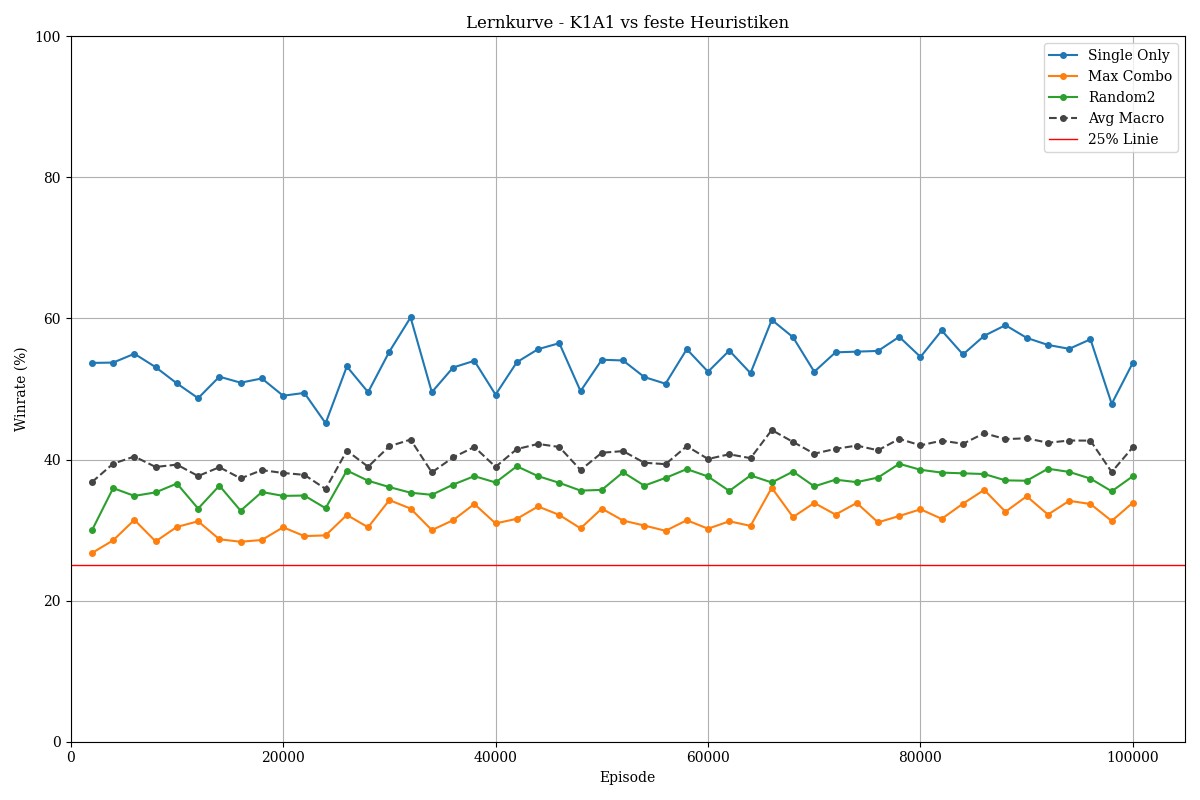 Lernkurve - K1A1 vs feste Heuristiken
Winrate (%)
100
80
60
40
20
0
Single Only
Max Combo
Random2
Avg Macro
25% Linie
0 20000 40000 60000 80000 100000
Episode